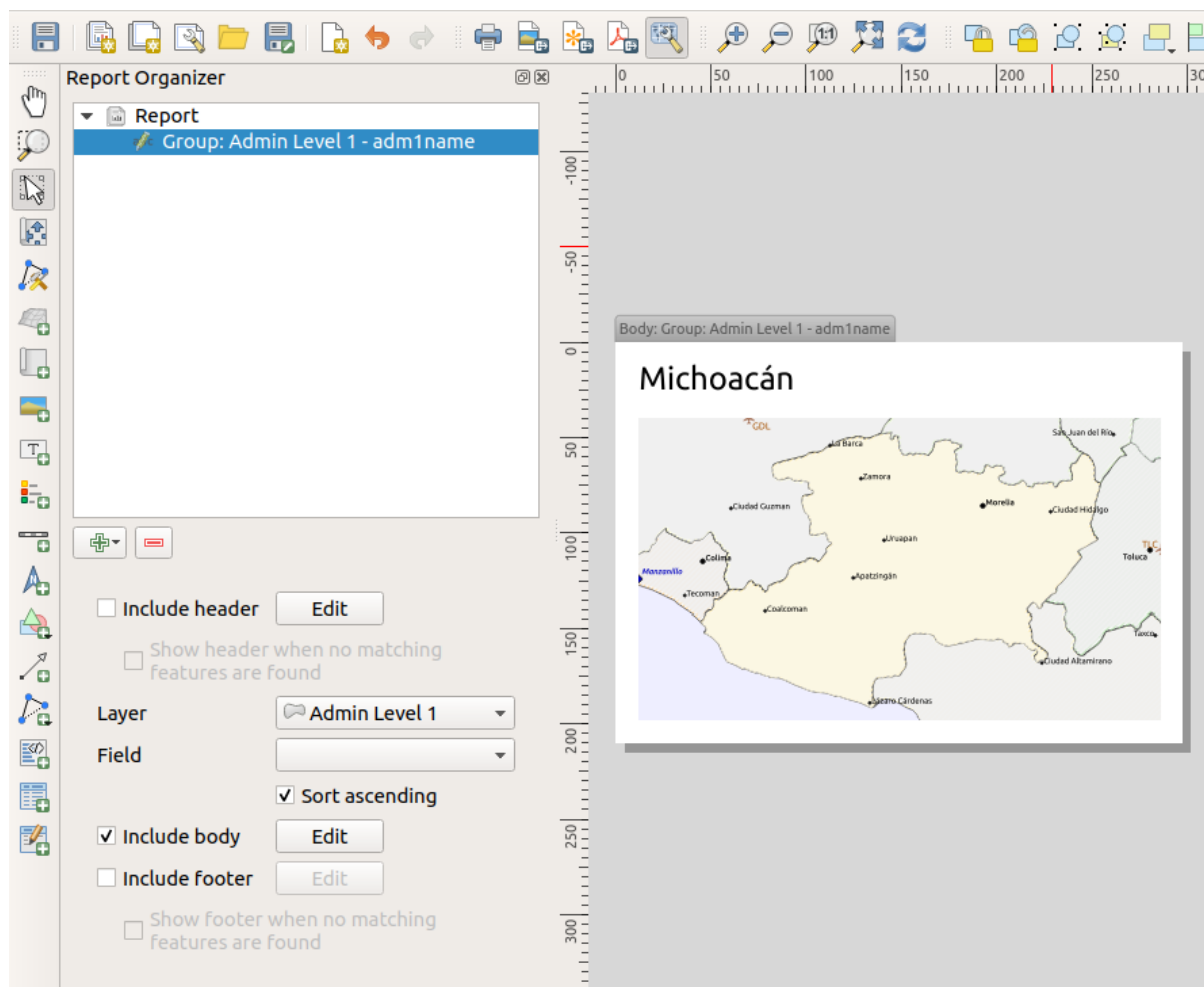 1:1
Report Organizer
Report
Group: Admin Level 1 - adm1name
Include header
Edit
Show header when no matching
features are found
Layer
Admin Level 1
Field
Sort ascending
Include body
Edit
Include footer
Edit
Show footer when no matching
features are found
0
50
100
150
200
250
30
-100
-50
0
50
100
150
200
250
300
Body: Group: Admin Level 1 - adm1name
Michoacán
GDL
San Juan del Río
La Barca
Zamora
Ciudad Guzman
Morelia
Ciudad Hidalgo
Uruapan
TLC
Colima
Toluca
Manzanillo
Apatzingán
Tecoman
Coalcoman
Taxco
Ciudad Altamirano
Lázaro Cárdenas